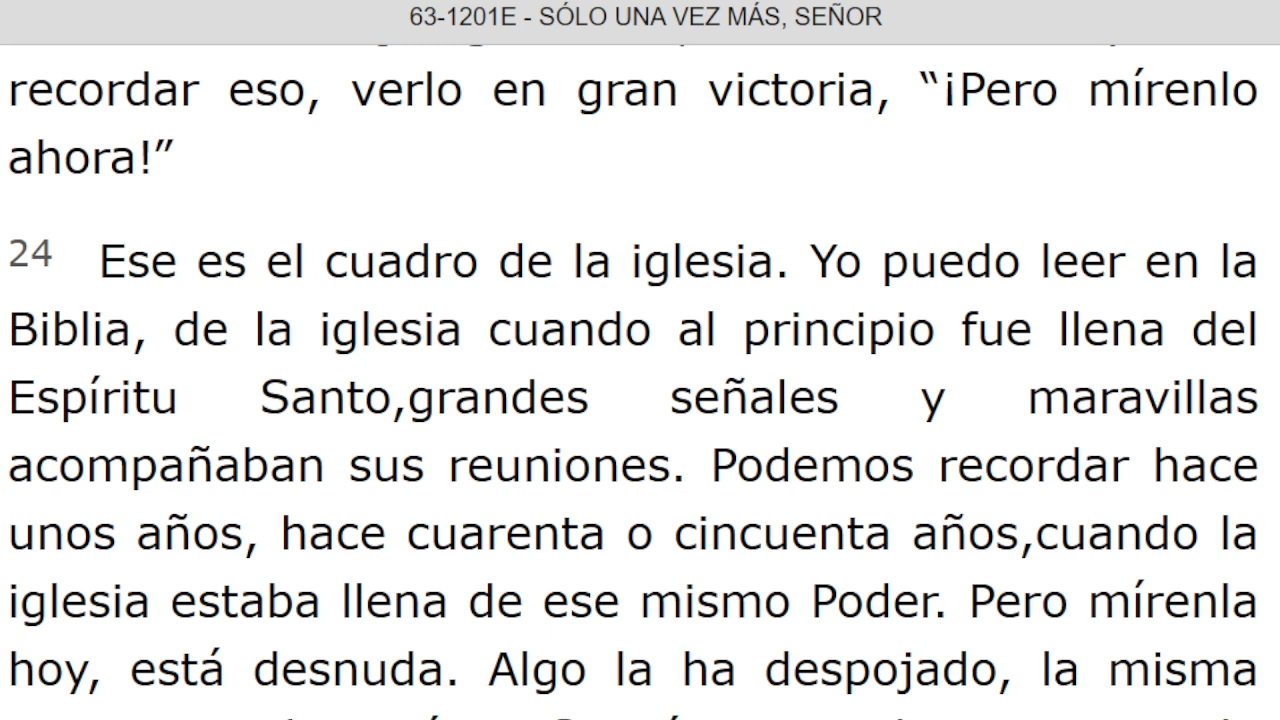 63-1201E - SÓLO UNA VEZ MÁS, SEÑOR
recordar eso, verlo en gran victoria, “¡Pero mírenlo
ahora!”
24 Ese es el cuadro de la iglesia. Yo puedo leer en la
Biblia, de la iglesia cuando al principio fue llena del
Espíritu Santo,grandes señales y maravillas
acompañaban sus reuniones. Podemos recordar hace
unos años, hace cuarenta o cincuenta años,cuando la
iglesia estaba llena de ese mismo Poder. Pero mírenla
hoy, está desnuda. Algo la ha despojado, la misma